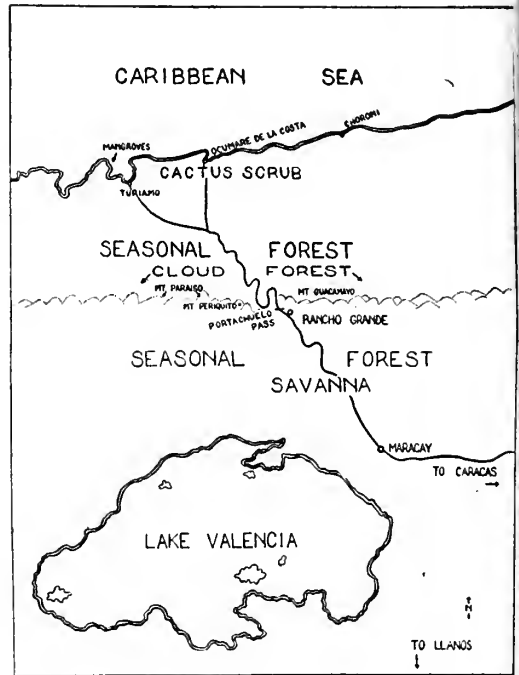 CARIBBEAN SEA
OCUMARE DE LA COSTA
CHOROMI
MANGROVES
CACTUS SCRUB
TURIAMO
SEASONAL FOREST
CLOUD FOREST
MT PARAISO
MT GUACAMAYO
MT PERIQUITO
PORTACHUELO
PASS
RANCHO GRANDE
SEASONAL FOREST
SAVANNA
MARACAY
TO CARACAS
LAKE VALENCIA
N
TO LLANOS